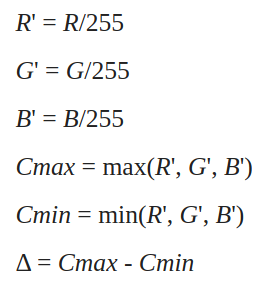 R' = R/255
G' = G/255
B' = B/255
Cmax = max(R', G', B')
Cmin = min(R', G', B')
Δ = Cmax - Cmin